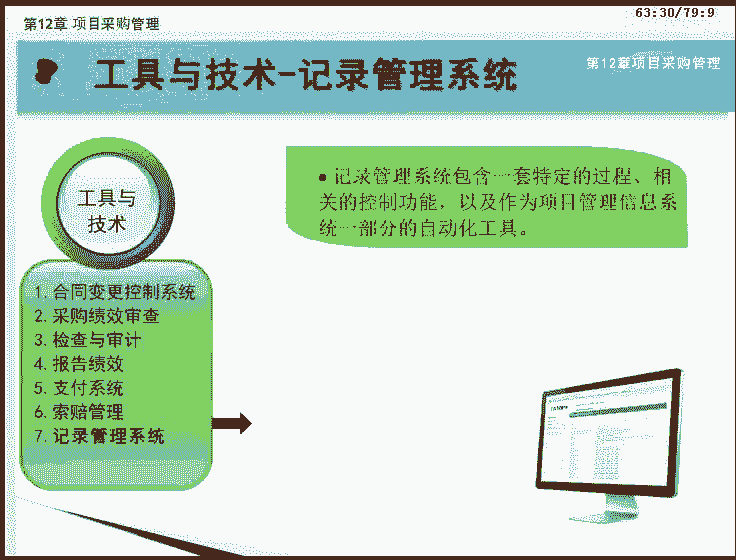 第12章 项目采购管理
63:30/79:9
工具与技术-记录管理系统
第12章项目采购管理
工具与
技术
● 记录管理系统包含一套特定的过程、相
关的控制功能，以及作为项目管理信息系
统一部分的自动化工具。
1. 合同变更控制系统
2. 采购绩效审查
3. 检查与审计
4. 报告绩效
5. 支付系统
6. 索赔管理
7. 记录管理系统